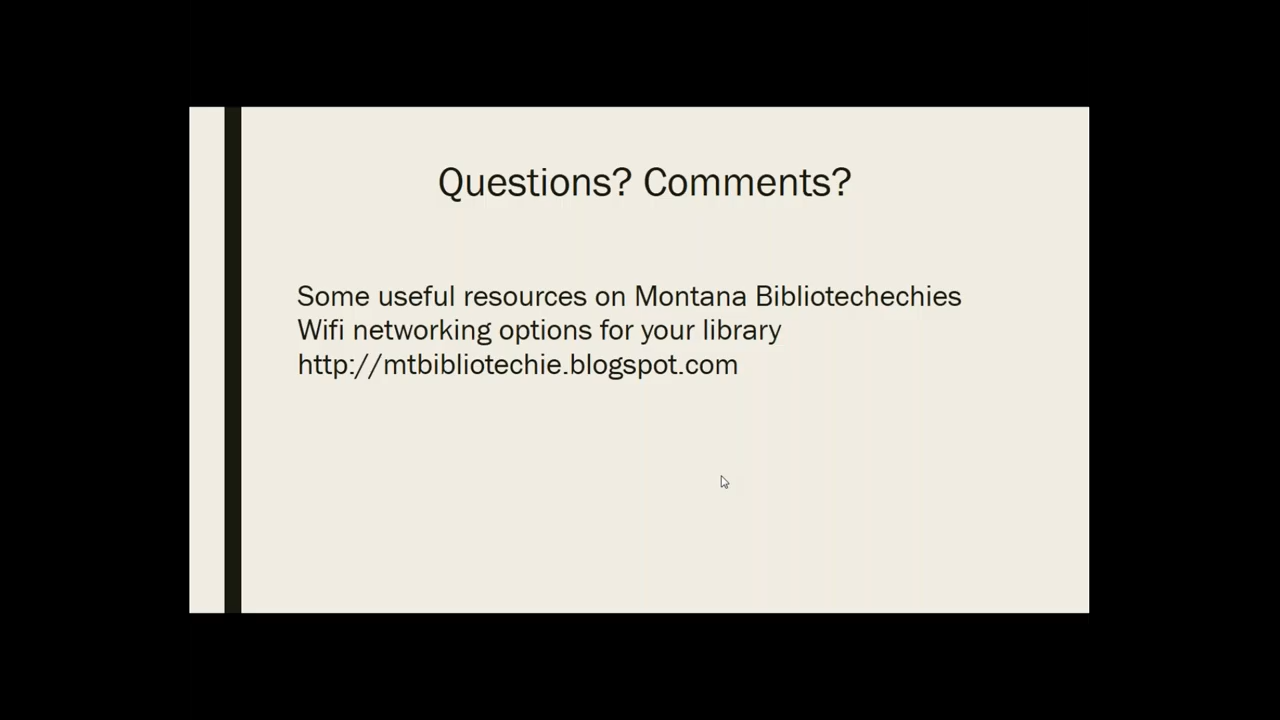 Questions? Comments?
Some useful resources on Montana Bibliotechechies
Wifi networking options for your library
http://mtbibliotechie.blogspot.com